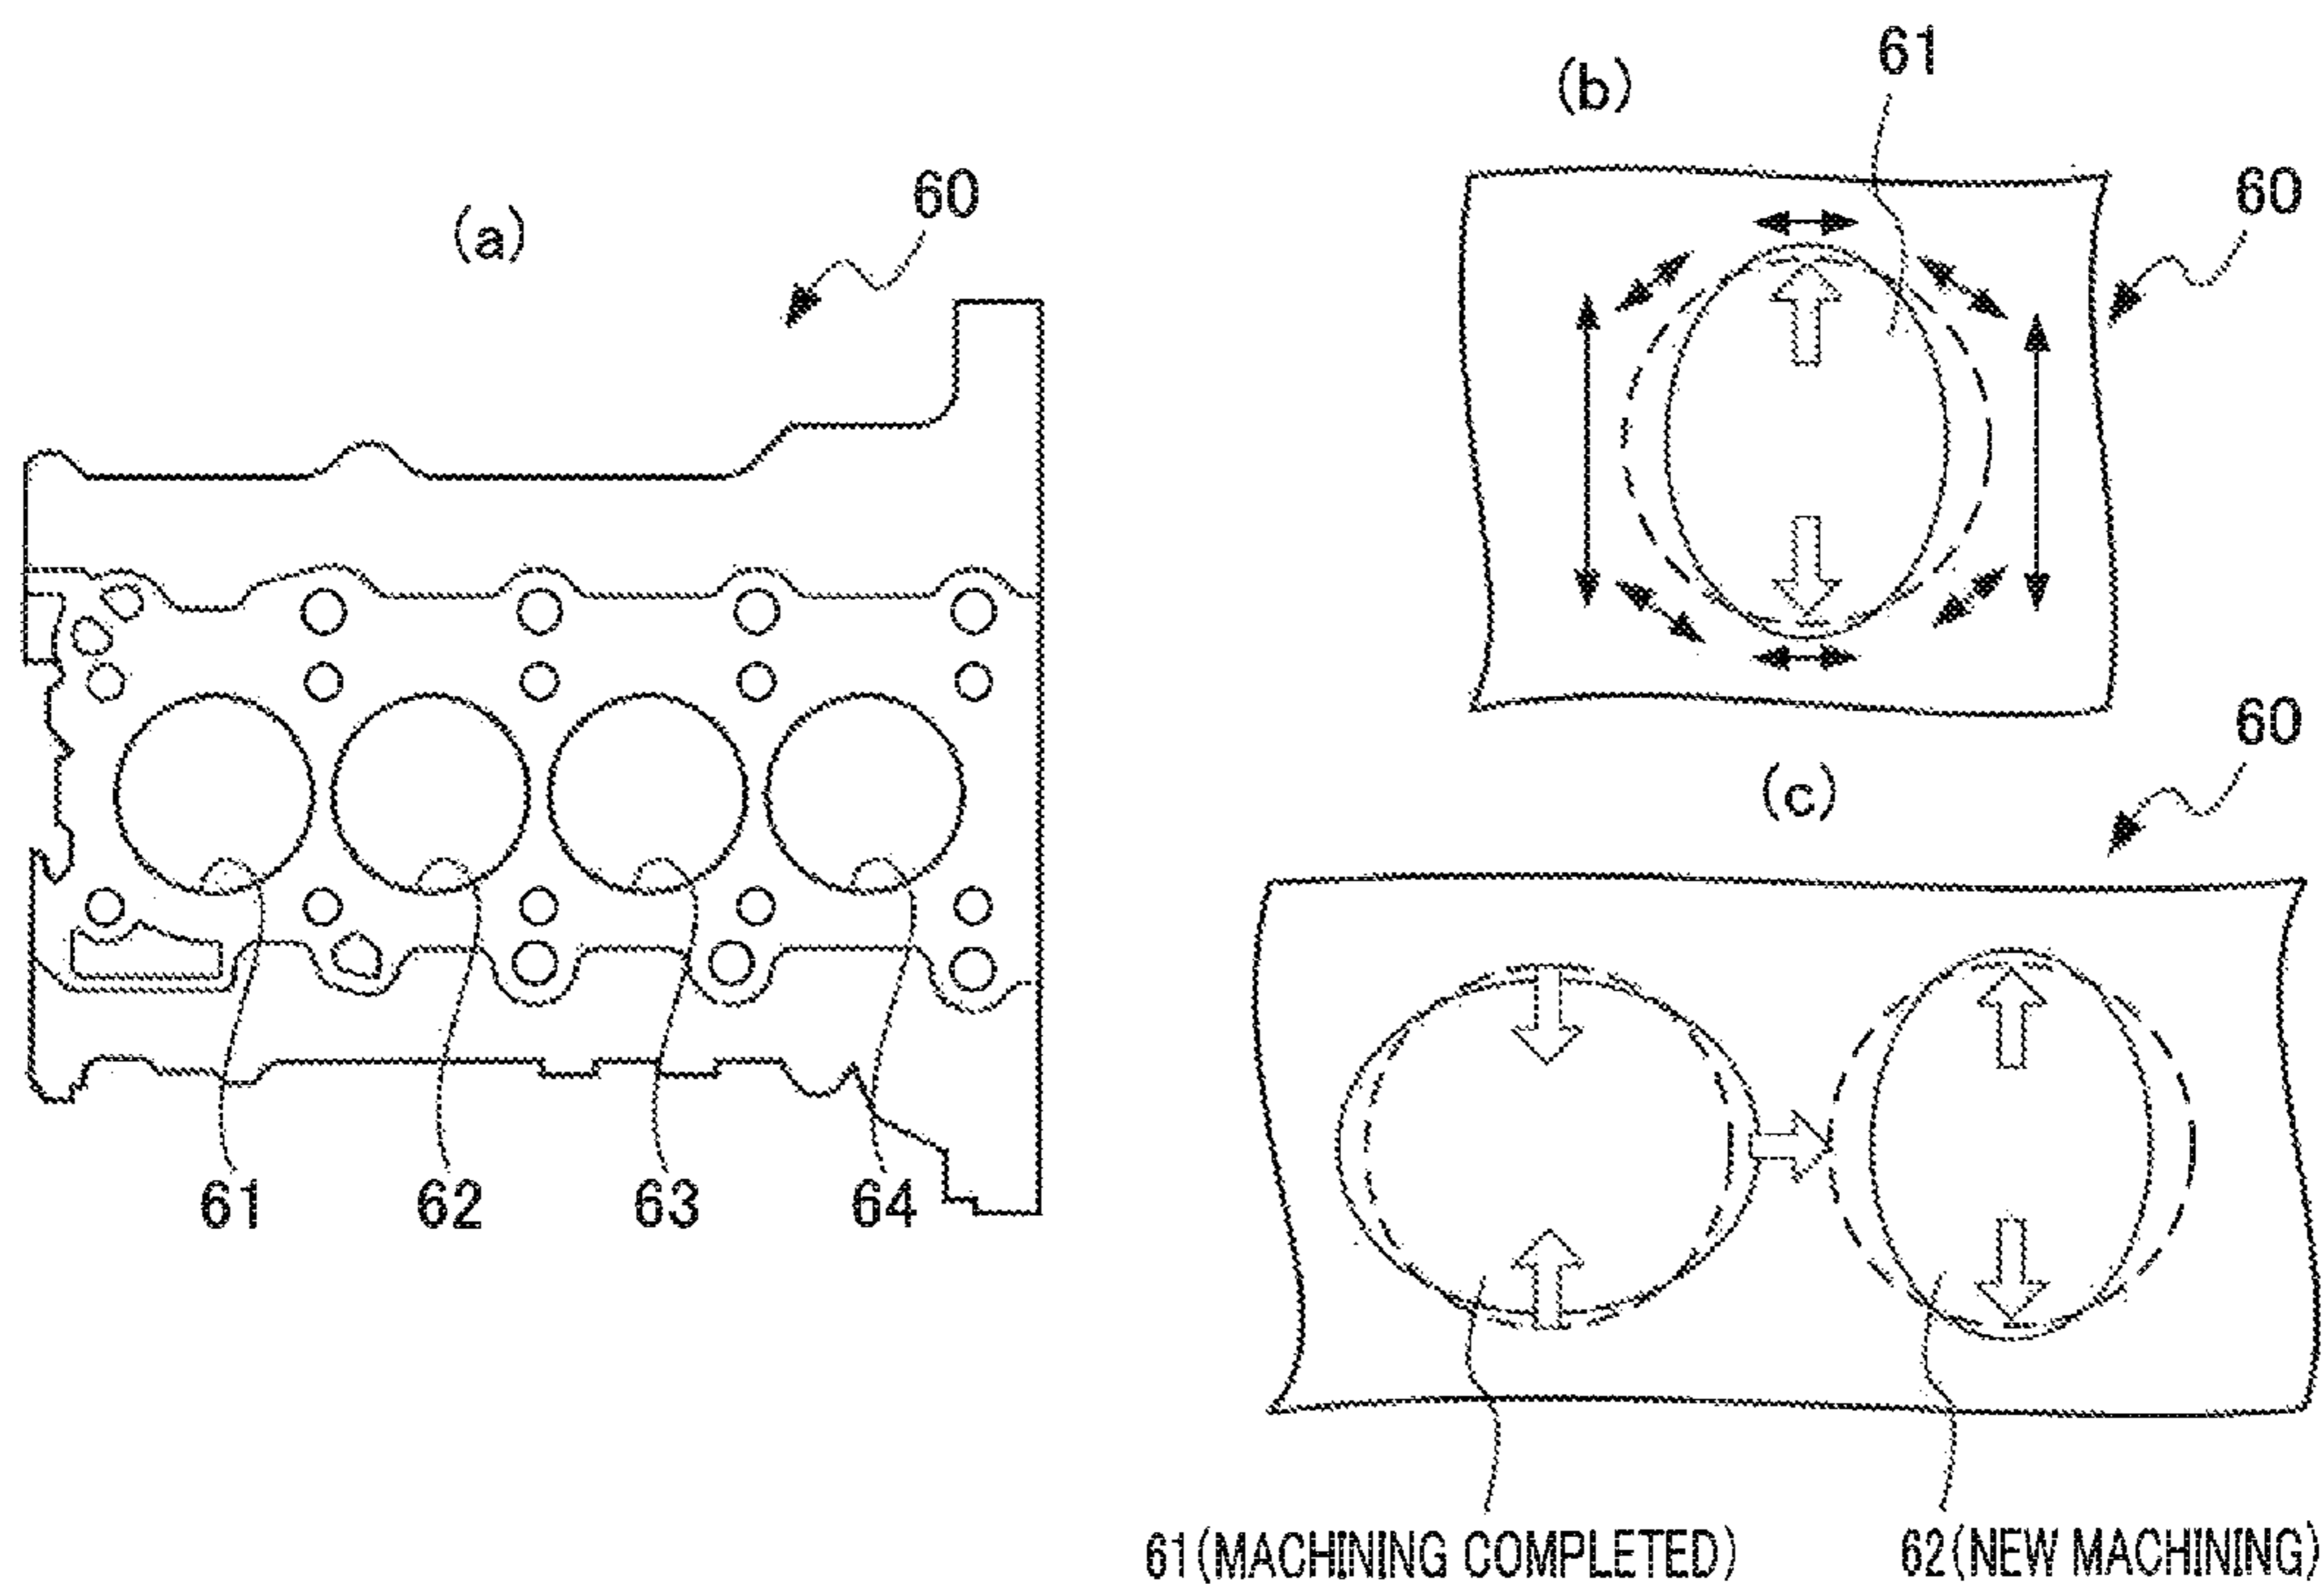 (a)
60
61
62
63
64
(b)
61
60
(c)
60
61(MACHINING COMPLETED)
62(NEW MACHINING)